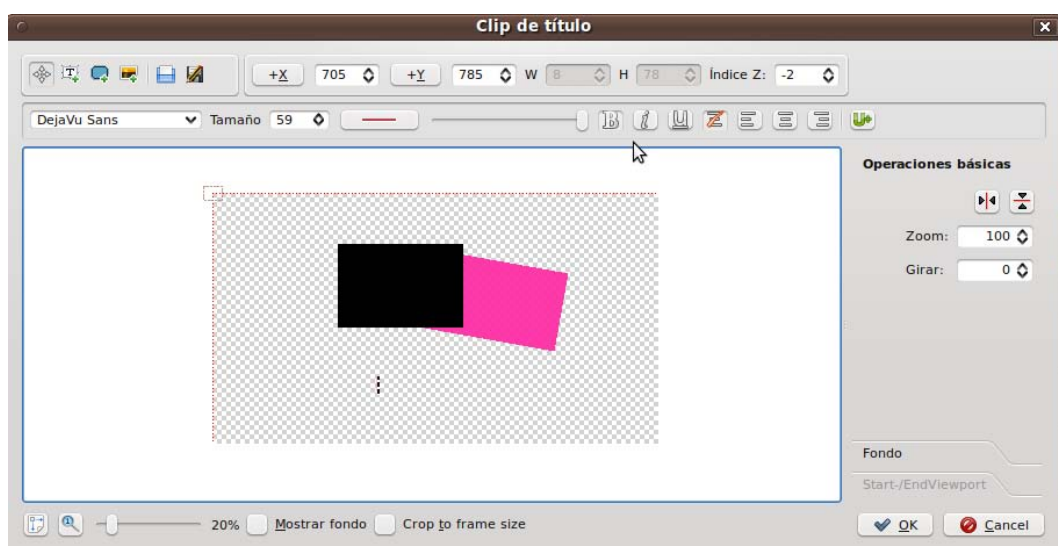 Clip de título
+X 705 +Y 785 W 8 H 78 Índice Z: -2
DejaVu Sans Tamaño 59
Operaciones básicas
Zoom: 100
Girar: 0
Fondo
Start-/EndViewport
20% Mostrar fondo Crop to frame size
OK Cancel